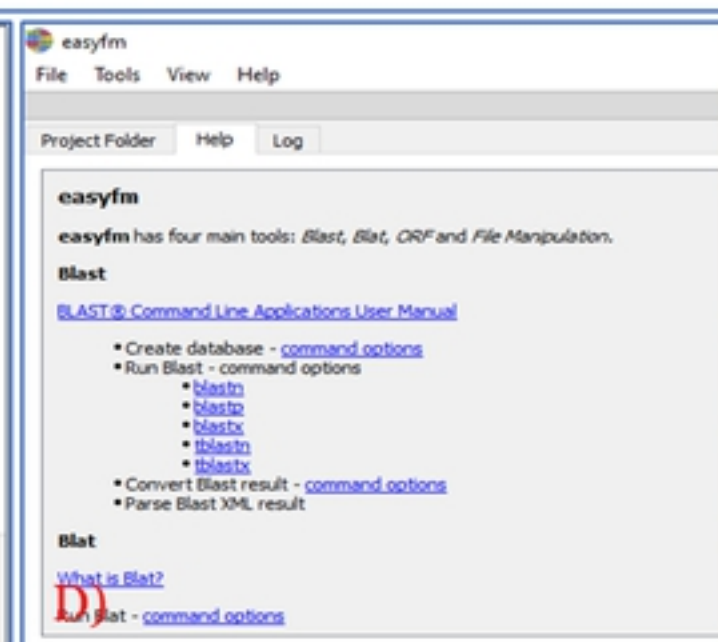 easyfm
File Tools View Help
Project Folder Help Log
easyfm
easyfm has four main tools: Blast, Blat, ORF and File Manipulation.
Blast
BLAST® Command Line Applications User Manual
• Create database - command options
• Run Blast - command options
• blastn
• blastp
• blastx
• tblastn
• tblastx
• Convert Blast result - command options
• Parse Blast XML result
Blat
What is Blat?
D)
Run Blat - command options